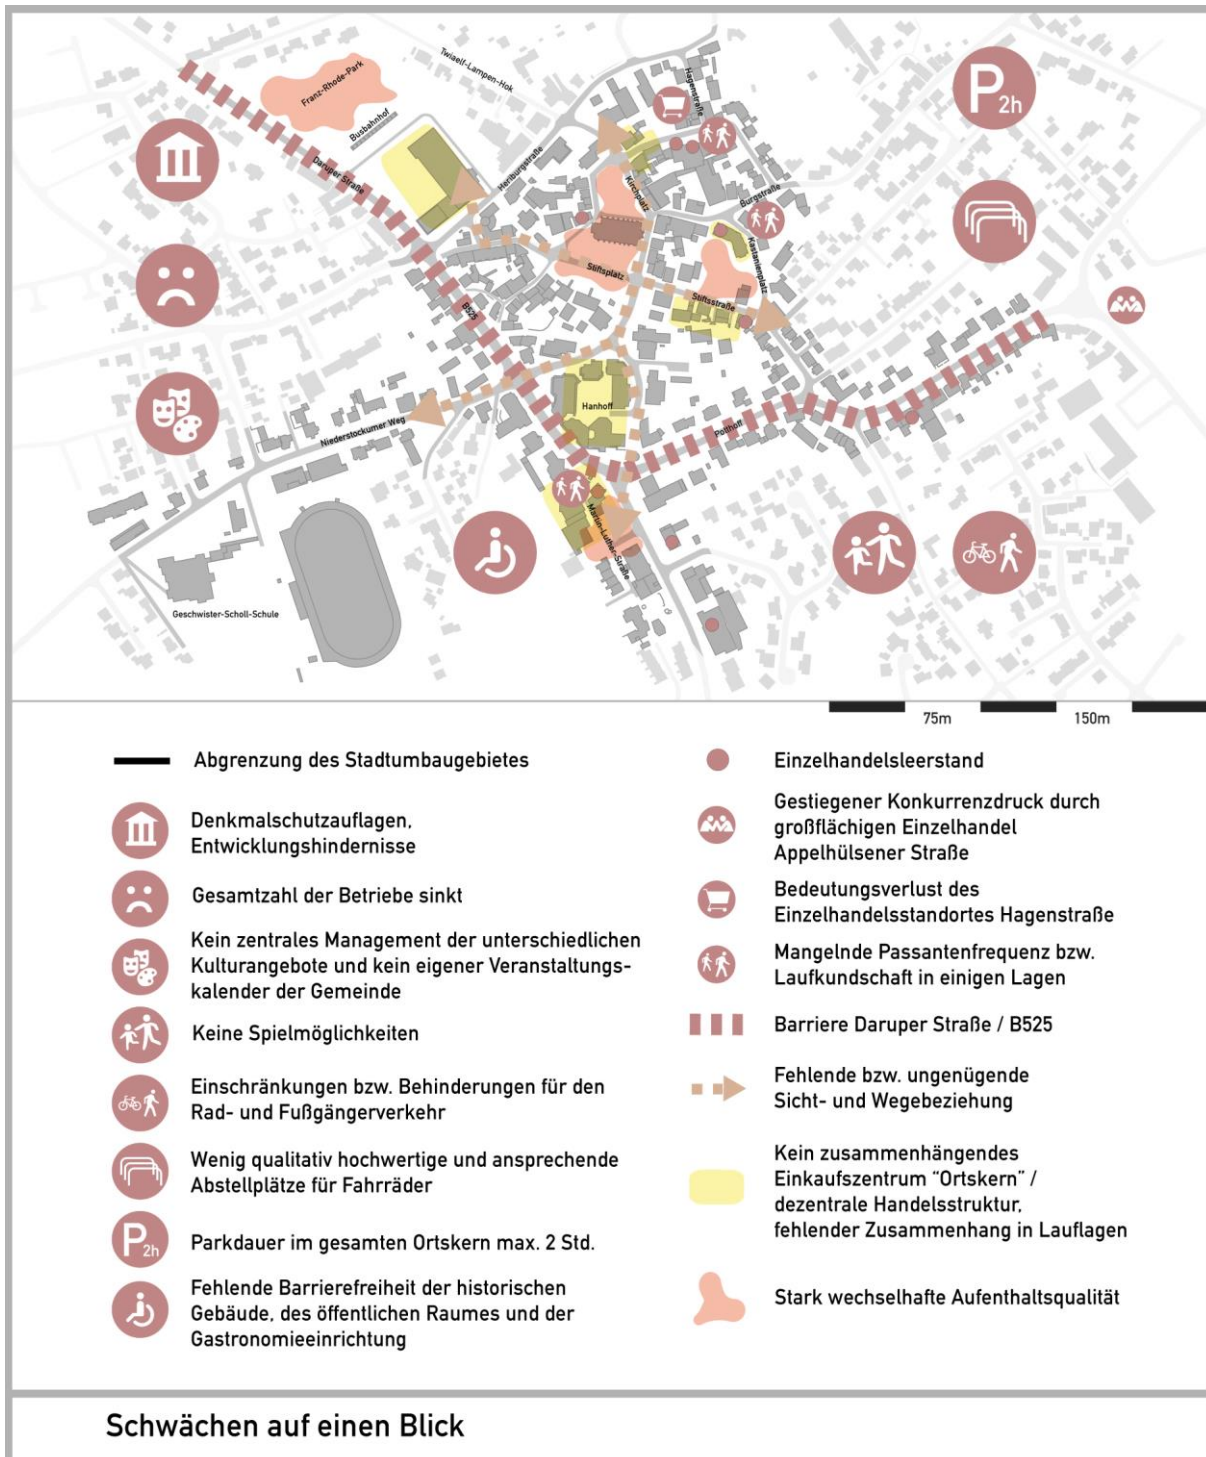 Twiaelf-Lampen-Hok
Franz-Rhode-Park
Busbahnhof
Hagenstraße
P2h
Daruper Straße
Heriburgstraße
Kirchplatz
Burgstraße
Kastanienplatz
Stiftsplatz
Stiftsstraße
B525
Hanhoff
Niederstockumer Weg
Potthoff
Martin-Luther-Straße
Geschwister-Scholl-Schule
75m
150m
Abgrenzung des Stadtumbaugebietes
Denkmalschutzauflagen,
Entwicklungshindernisse
Gesamtzahl der Betriebe sinkt
Kein zentrales Management der unterschiedlichen
Kulturangebote und kein eigener Veranstaltungs-
kalender der Gemeinde
Keine Spielmöglichkeiten
Einschränkungen bzw. Behinderungen für den
Rad- und Fußgängerverkehr
Wenig qualitativ hochwertige und ansprechende
Abstellplätze für Fahrräder
P2h
Parkdauer im gesamten Ortskern max. 2 Std.
Fehlende Barrierefreiheit der historischen
Gebäude, des öffentlichen Raumes und der
Gastronomieeinrichtung
Einzelhandelsleerstand
Gestiegener Konkurrenzdruck durch
großflächigen Einzelhandel
Appelhülsener Straße
Bedeutungsverlust des
Einzelhandelsstandortes Hagenstraße
Mangelnde Passantenfrequenz bzw.
Laufkundschaft in einigen Lagen
Barriere Daruper Straße / B525
Fehlende bzw. ungenügende
Sicht- und Wegebeziehung
Kein zusammenhängendes
Einkaufszentrum "Ortskern" /
dezentrale Handelsstruktur,
fehlender Zusammenhang in Lauflagen
Stark wechselhafte Aufenthaltsqualität
Schwächen auf einen Blick